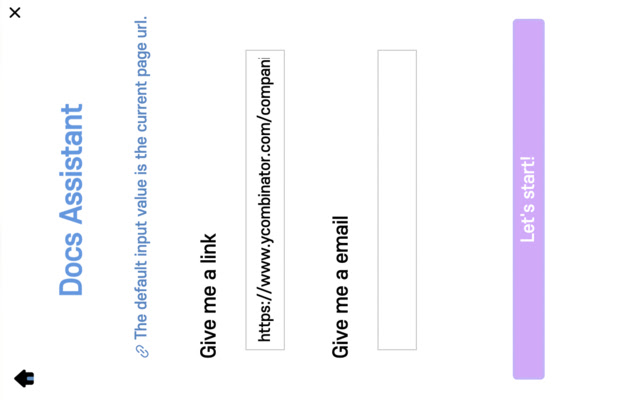 Docs Assistant
The default input value is the current page url.
Give me a link
https://www.ycombinator.com/compani
Give me a email
Let's start!